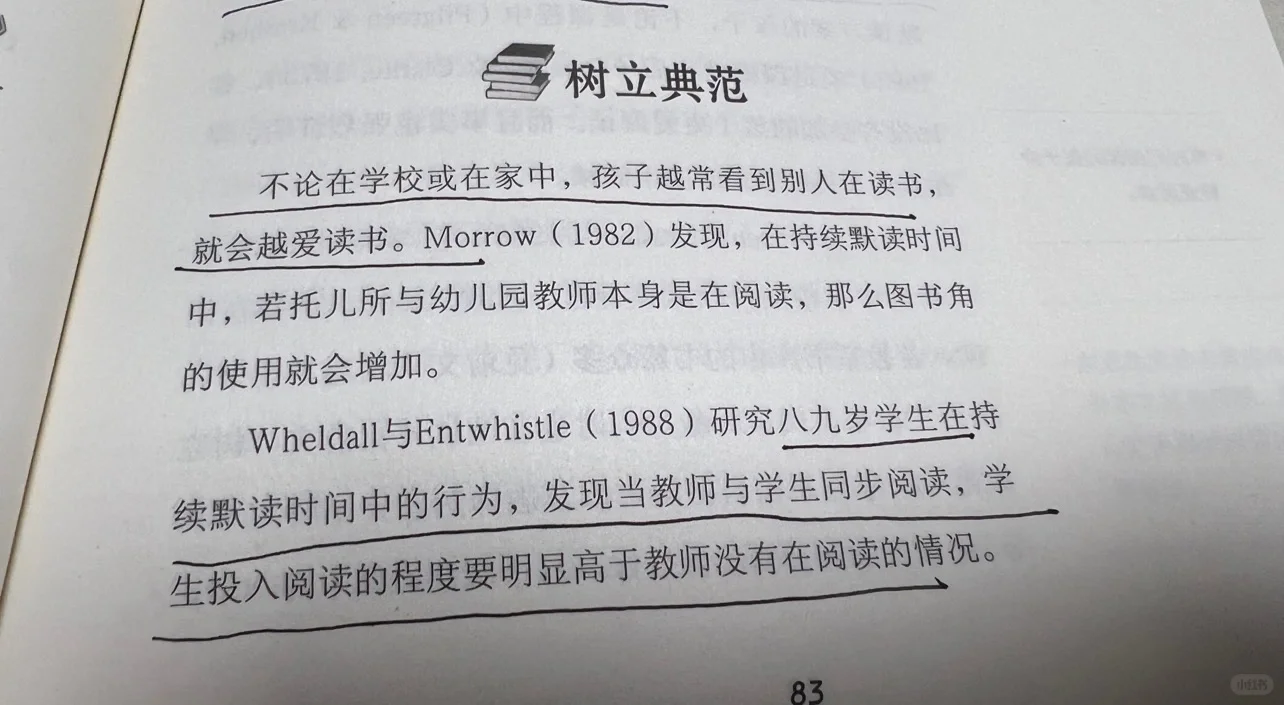 树立典范
不论在学校或在家中，孩子越常看到别人在读书，
就会越爱读书。Morrow（1982）发现，在持续默读时间
中，若托儿所与幼儿园教师本身是在阅读，那么图书角
的使用就会增加。
Wheldall与Entwhistle（1988）研究八九岁学生在持
续默读时间中的行为，发现当教师与学生同步阅读，学
生投入阅读的程度要明显高于教师没有在阅读的情况。
83
小红书